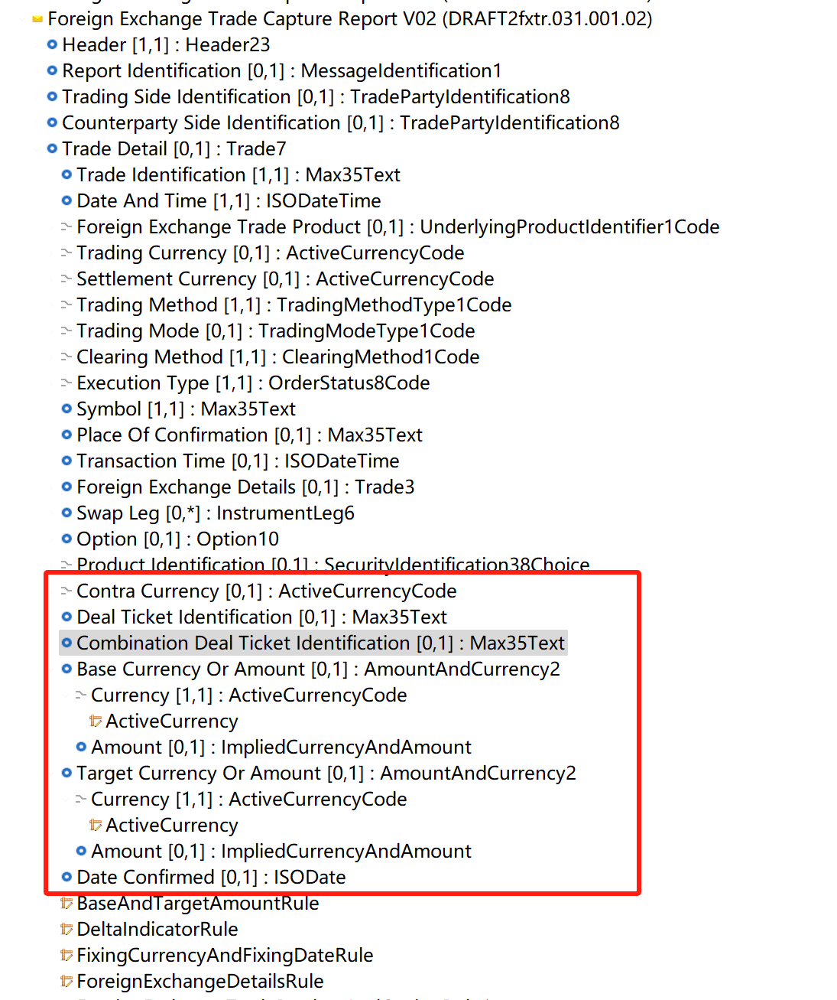 Foreign Exchange Trade Capture Report V02 (DRAFT2fxtr.031.001.02)
Header [1,1] : Header23
Report Identification [0,1] : MessageIdentification1
Trading Side Identification [0,1] : TradePartyIdentification8
Counterparty Side Identification [0,1] : TradePartyIdentification8
Trade Detail [0,1] : Trade7
Trade Identification [1,1] : Max35Text
Date And Time [1,1] : ISODateTime
Foreign Exchange Trade Product [0,1] : UnderlyingProductIdentifier1Code
Trading Currency [0,1] : ActiveCurrencyCode
Settlement Currency [0,1] : ActiveCurrencyCode
Trading Method [1,1] : TradingMethodType1Code
Trading Mode [0,1] : TradingModeType1Code
Clearing Method [1,1] : ClearingMethod1Code
Execution Type [1,1] : OrderStatus8Code
Symbol [1,1] : Max35Text
Place Of Confirmation [0,1] : Max35Text
Transaction Time [0,1] : ISODateTime
Foreign Exchange Details [0,1] : Trade3
Swap Leg [0,*] : InstrumentLeg6
Option [0,1] : Option10
Product Identification [0,1] : SecurityIdentification38Choice
Contra Currency [0,1] : ActiveCurrencyCode
Deal Ticket Identification [0,1] : Max35Text
Combination Deal Ticket Identification [0,1] : Max35Text
Base Currency Or Amount [0,1] : AmountAndCurrency2
Currency [1,1] : ActiveCurrencyCode
ActiveCurrency
Amount [0,1] : ImpliedCurrencyAndAmount
Target Currency Or Amount [0,1] : AmountAndCurrency2
Currency [1,1] : ActiveCurrencyCode
ActiveCurrency
Amount [0,1] : ImpliedCurrencyAndAmount
Date Confirmed [0,1] : ISODate
BaseAndTargetAmountRule
DeltaIndicatorRule
FixingCurrencyAndFixingDateRule
ForeignExchangeDetailsRule